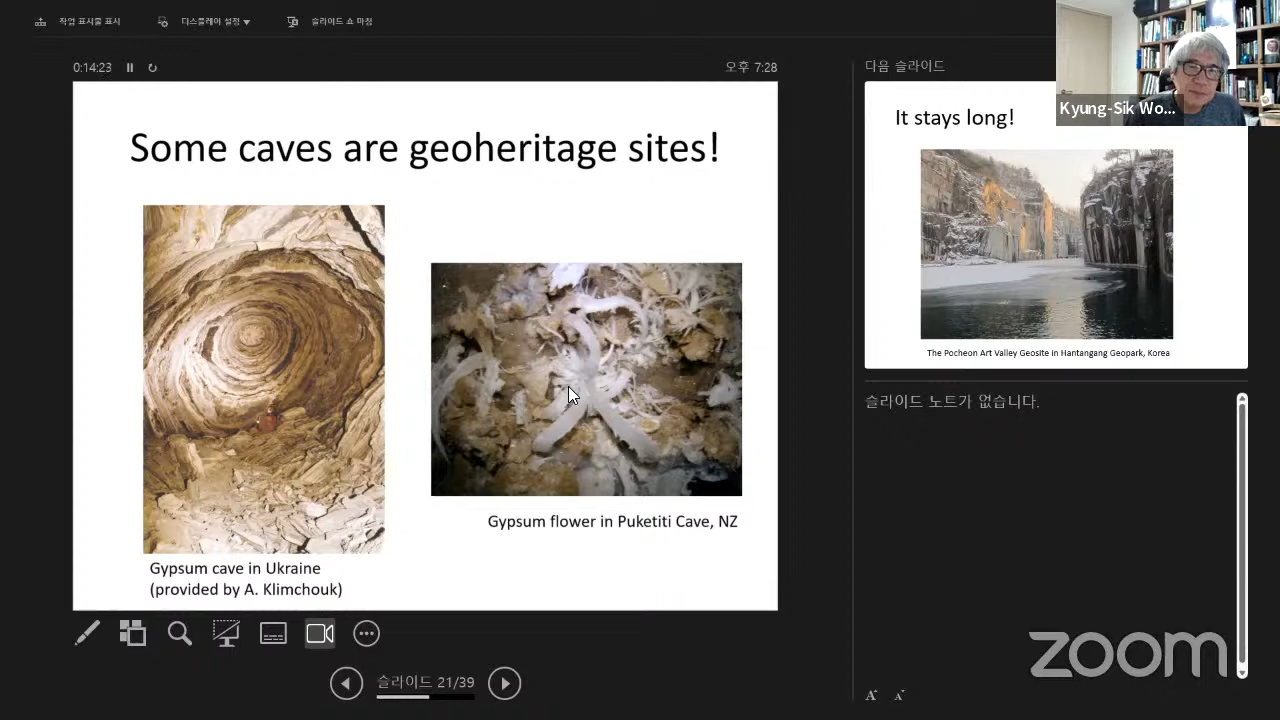 작업 표시줄 표시
디스플레이 설정 ▼
슬라이드 쇼 마침
0:14:23
오후 7:28
Some caves are geoheritage sites!
Gypsum flower in Puketiti Cave, NZ
Gypsum cave in Ukraine
(provided by A. Klimchouk)
슬라이드 21/39
다음 슬라이드
It stays long!
The Pocheon Art Valley Geosite in Hantangang Geopark, Korea
Kyung-Sik Wo...
슬라이드 노트가 없습니다.
zoom
A
A